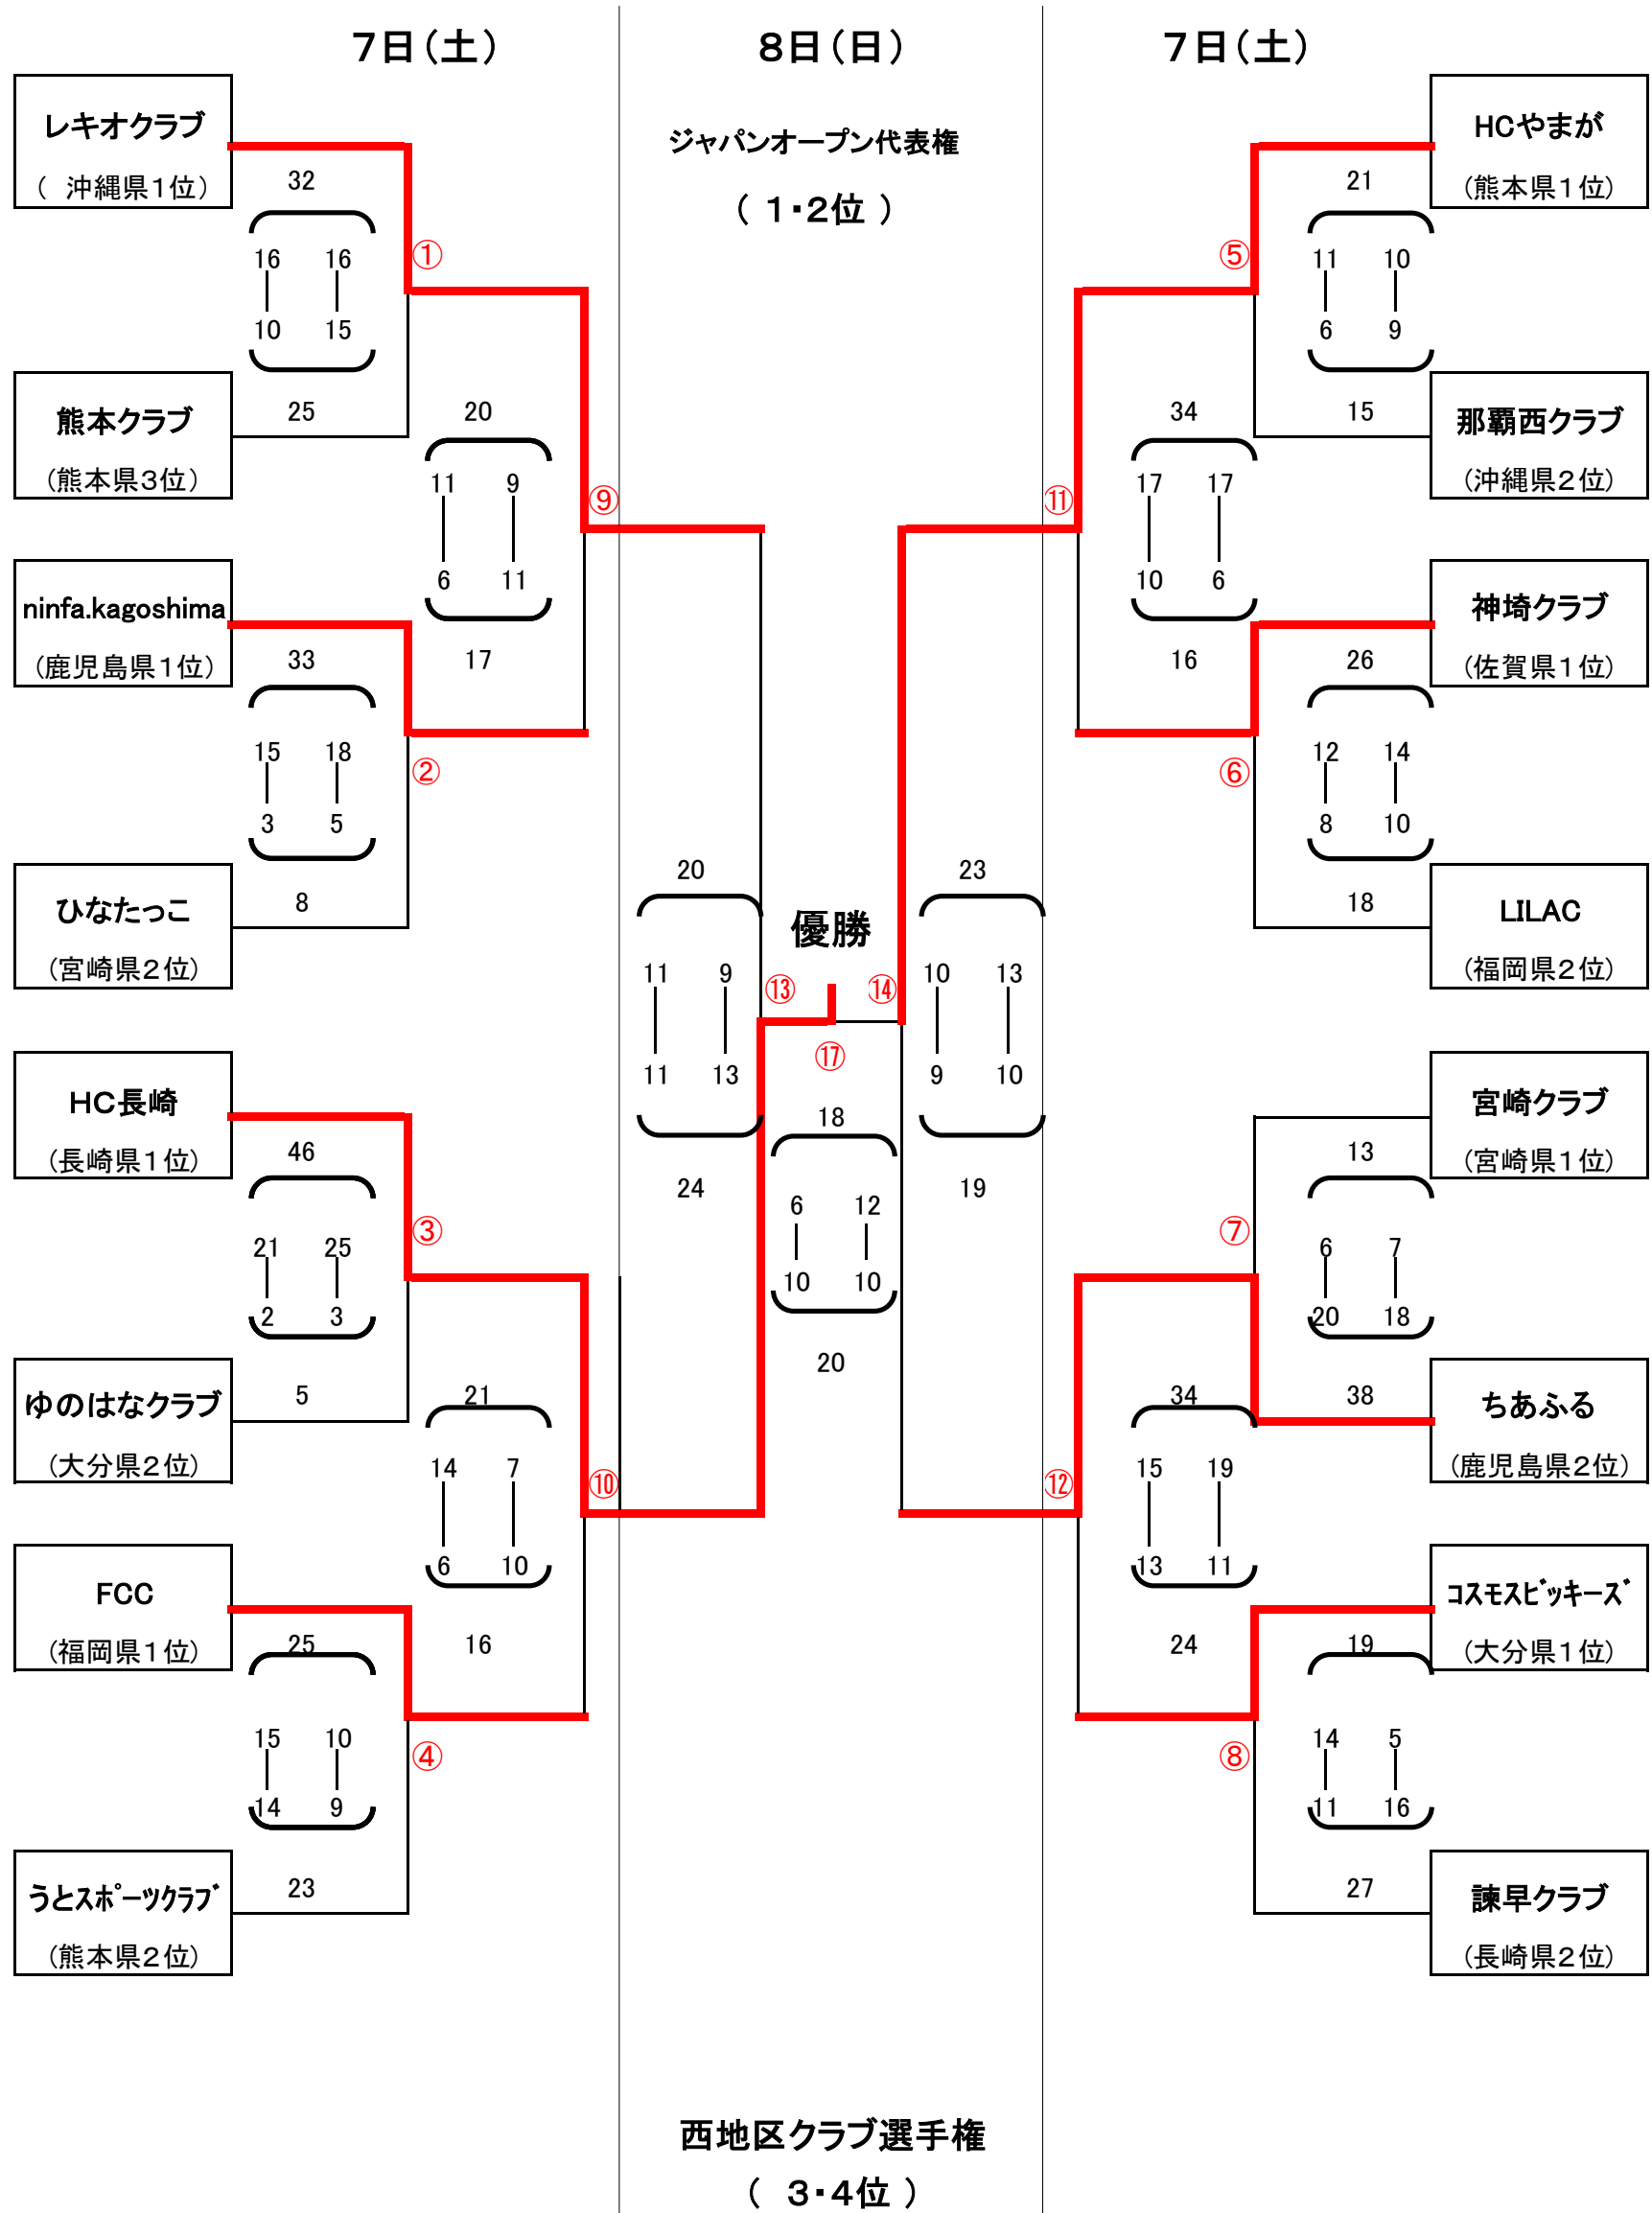 7日(土)
8日(日)
7日(土)
ジャパンオープン代表権
( 1・2位 )
レキオクラブ
( 沖縄県1位)
32
16 16
10 15
①
25
熊本クラブ
(熊本県3位)
20
11 9
6 11
17
⑨
ninfa.kagoshima
(鹿児島県1位)
33
15 18
3 5
②
8
ひなたっこ
(宮崎県2位)
HC長崎
(長崎県1位)
46
21 25
2 3
③
5
ゆのはなクラブ
(大分県2位)
21
14 7
6 10
16
⑩
FCC
(福岡県1位)
25
15 10
14 9
④
23
うとスポーツクラブ
(熊本県2位)
20
11 9
11 13
24
⑬
優勝
⑰
18
6 12
10 10
20
⑭
23
10 13
9 10
19
HCやまが
(熊本県1位)
21
11 10
6 9
⑤
15
那覇西クラブ
(沖縄県2位)
34
17 17
10 6
16
⑪
神埼クラブ
(佐賀県1位)
26
12 14
8 10
⑥
18
LILAC
(福岡県2位)
宮崎クラブ
(宮崎県1位)
13
6 7
20 18
⑦
38
ちあふる
(鹿児島県2位)
34
15 19
13 11
24
⑫
コスモスビッキーズ
(大分県1位)
19
14 5
11 16
⑧
27
諫早クラブ
(長崎県2位)
西地区クラブ選手権
( 3・4位 )